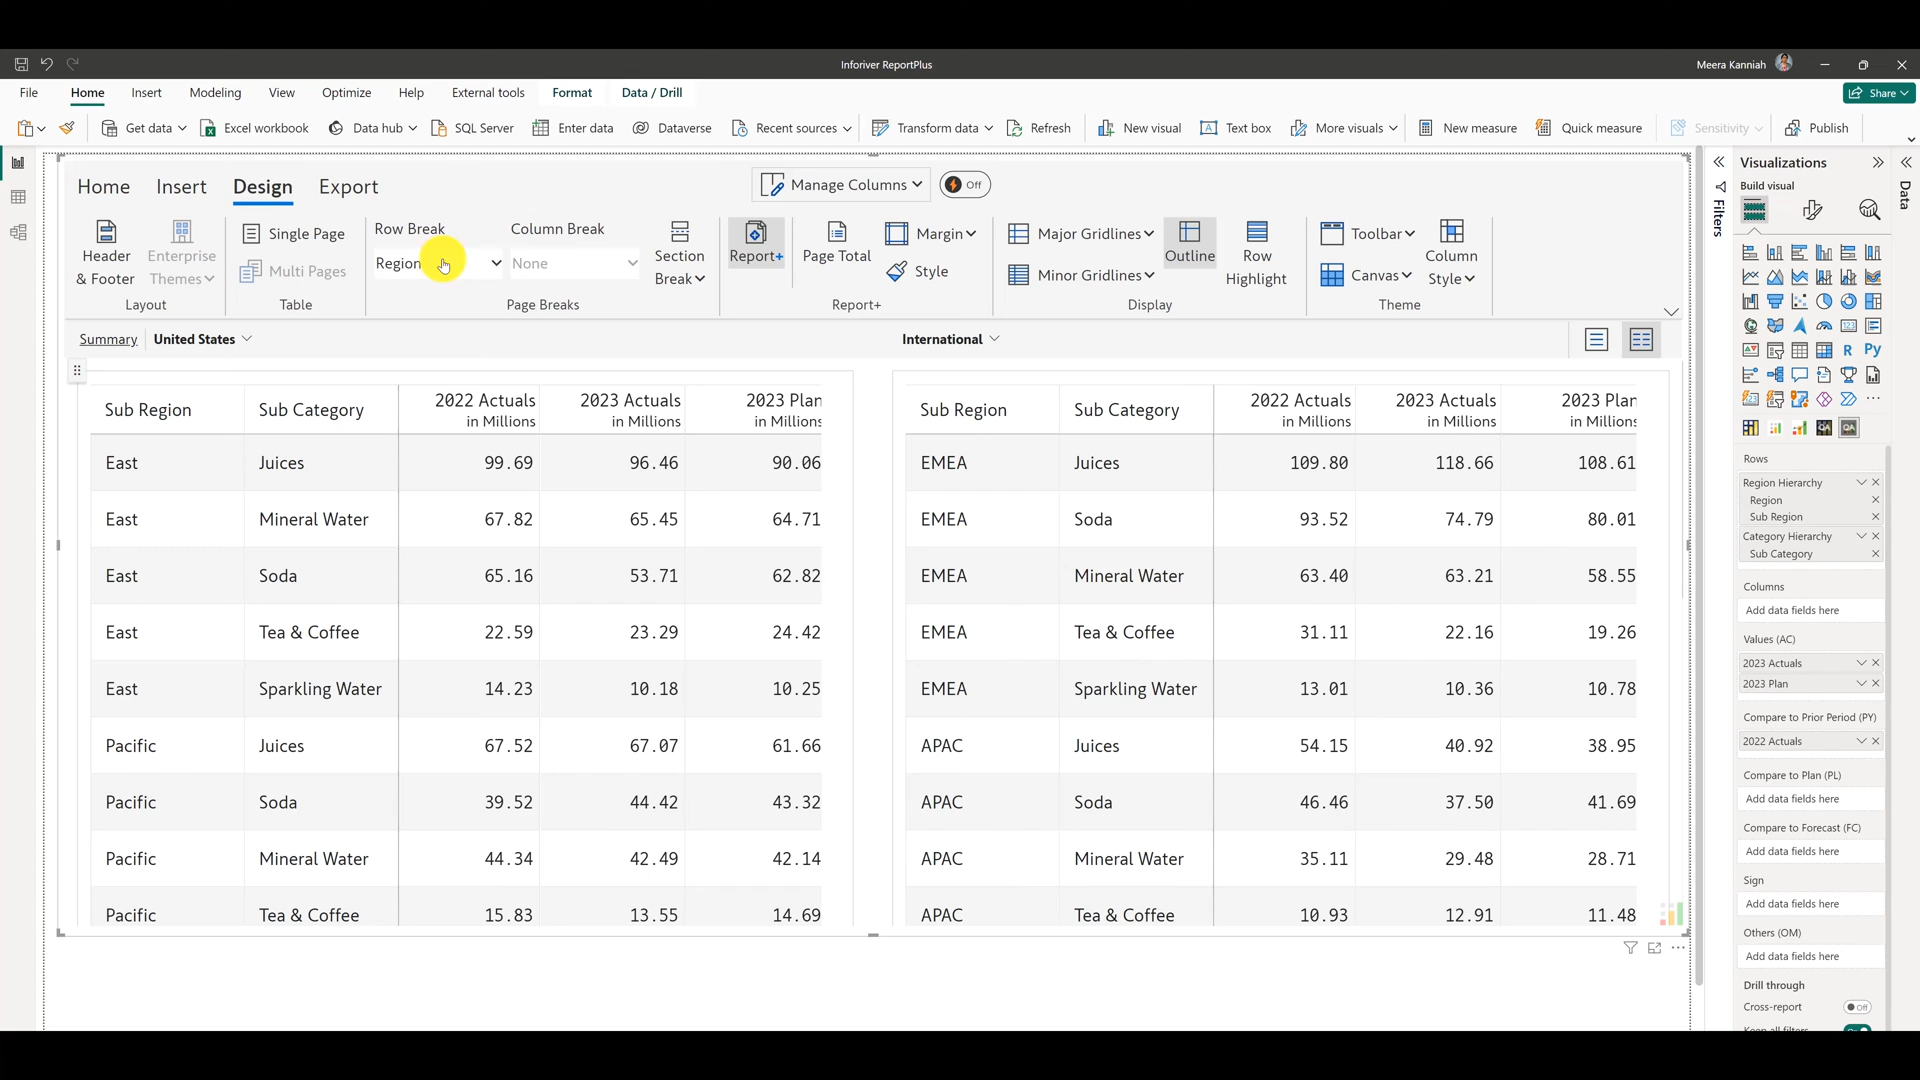 Inforiver ReportPlus
Meera Kanniah
File Home Insert Modeling View Optimize Help External tools Format Data / Drill
Share
Get data Excel workbook Data hub SQL Server Enter data Dataverse Recent sources Transform data Refresh New visual Text box More visuals New measure Quick measure Sensitivity Publish
Home Insert Design Export
Manage Columns Off
Header
& Footer
Enterprise
Themes
Layout
Single Page
Multi Pages
Table
Row Break
Region
Column Break
None
Section
Break
Page Breaks
Report+
Page Total
Margin
Style
Report+
Major Gridlines
Minor Gridlines
Outline
Row
Highlight
Display
Toolbar
Canvas
Column
Style
Theme
Summary United States
International
Sub Region Sub Category 2022 Actuals 2023 Actuals 2023 Plan
in Millions in Millions in Millions
East Juices 99.69 96.46 90.06
East Mineral Water 67.82 65.45 64.71
East Soda 65.16 53.71 62.82
East Tea & Coffee 22.59 23.29 24.42
East Sparkling Water 14.23 10.18 10.25
Pacific Juices 67.52 67.07 61.66
Pacific Soda 39.52 44.42 43.32
Pacific Mineral Water 44.34 42.49 42.14
Pacific Tea & Coffee 15.83 13.55 14.69
Sub Region Sub Category 2022 Actuals 2023 Actuals 2023 Plan
in Millions in Millions in Millions
EMEA Juices 109.80 118.66 108.61
EMEA Soda 93.52 74.79 80.01
EMEA Mineral Water 63.40 63.21 58.55
EMEA Tea & Coffee 31.11 22.16 19.26
EMEA Sparkling Water 13.01 10.36 10.78
APAC Juices 54.15 40.92 38.95
APAC Soda 46.46 37.50 41.69
APAC Mineral Water 35.11 29.48 28.71
APAC Tea & Coffee 10.93 12.91 11.48
Filters
Visualizations
Build visual
R Py
Rows
Region Hierarchy
Region
Sub Region
Category Hierarchy
Sub Category
Columns
Add data fields here
Values (AC)
2023 Actuals
2023 Plan
Compare to Prior Period (PY)
2022 Actuals
Compare to Plan (PL)
Add data fields here
Compare to Forecast (FC)
Add data fields here
Sign
Add data fields here
Others (OM)
Add data fields here
Drill through
Cross-report Off
Keep all filters
Data